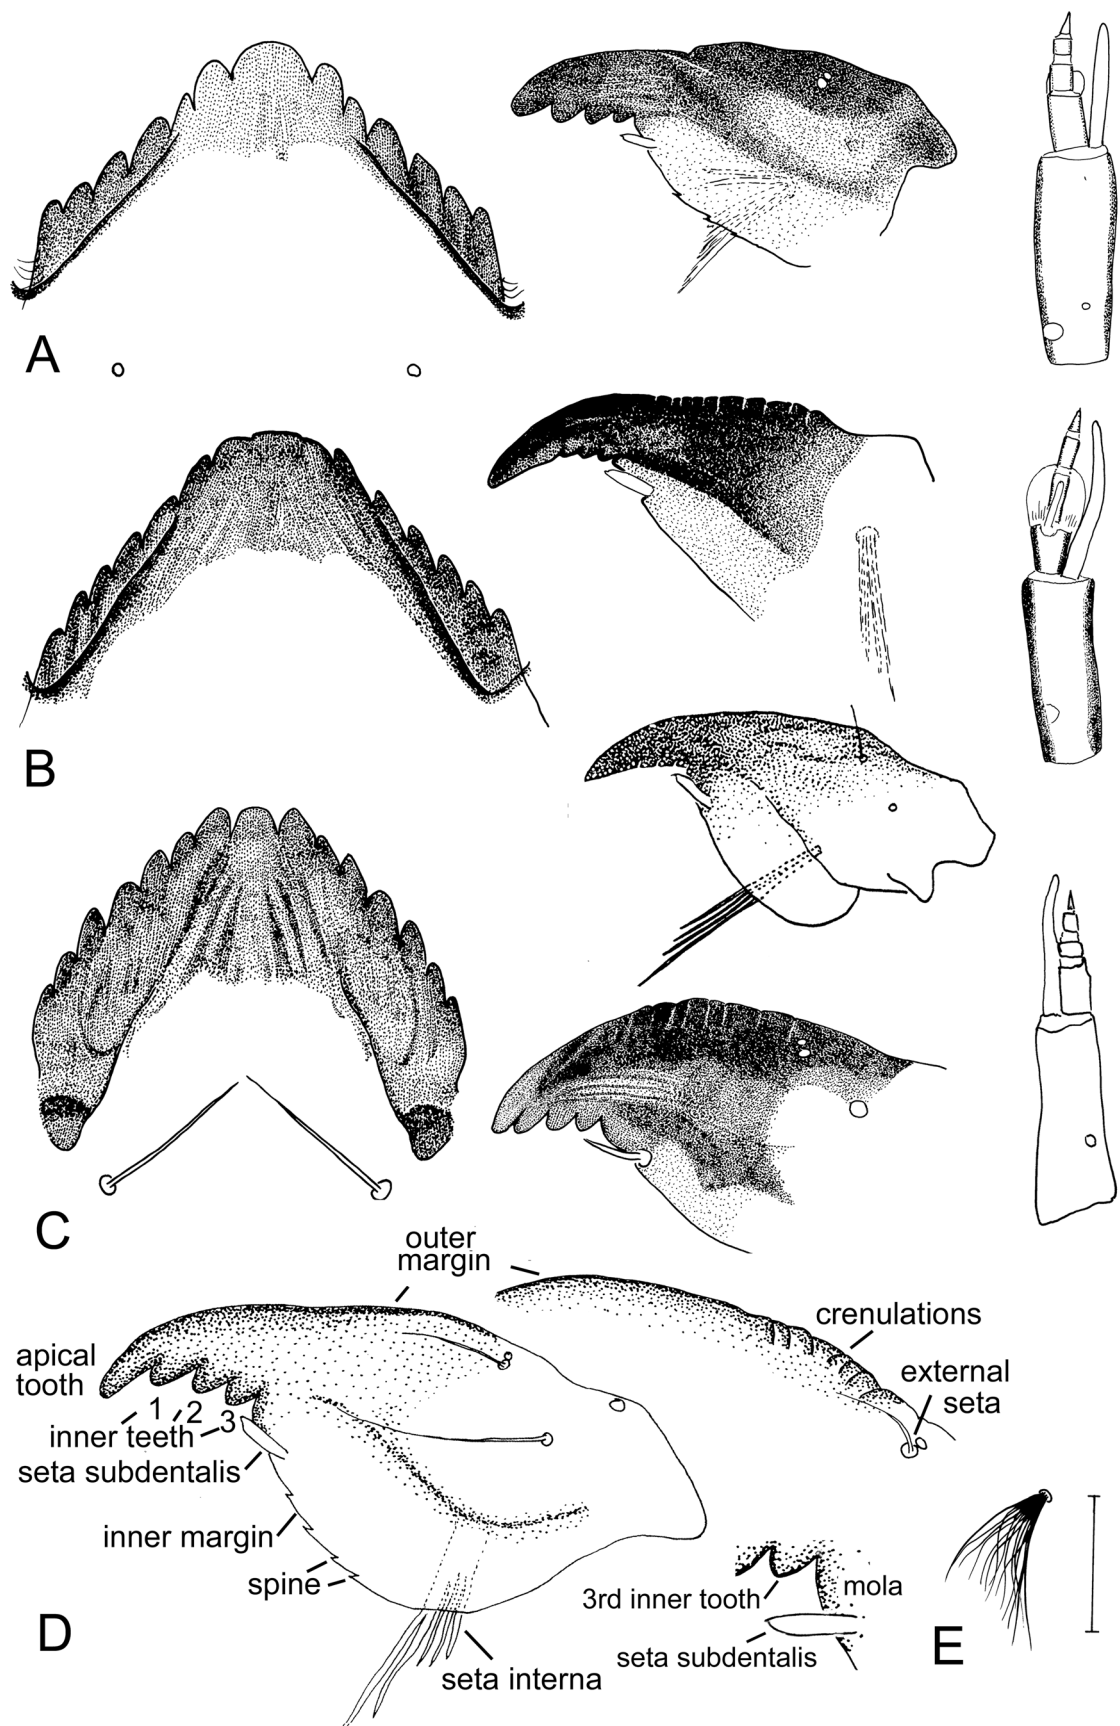 A
B
C
outer
margin
crenulations
apical
tooth
external
seta
1
2
3
inner teeth
seta subdentalis
inner margin
spine
3rd inner tooth
mola
seta subdentalis
seta interna
D
E